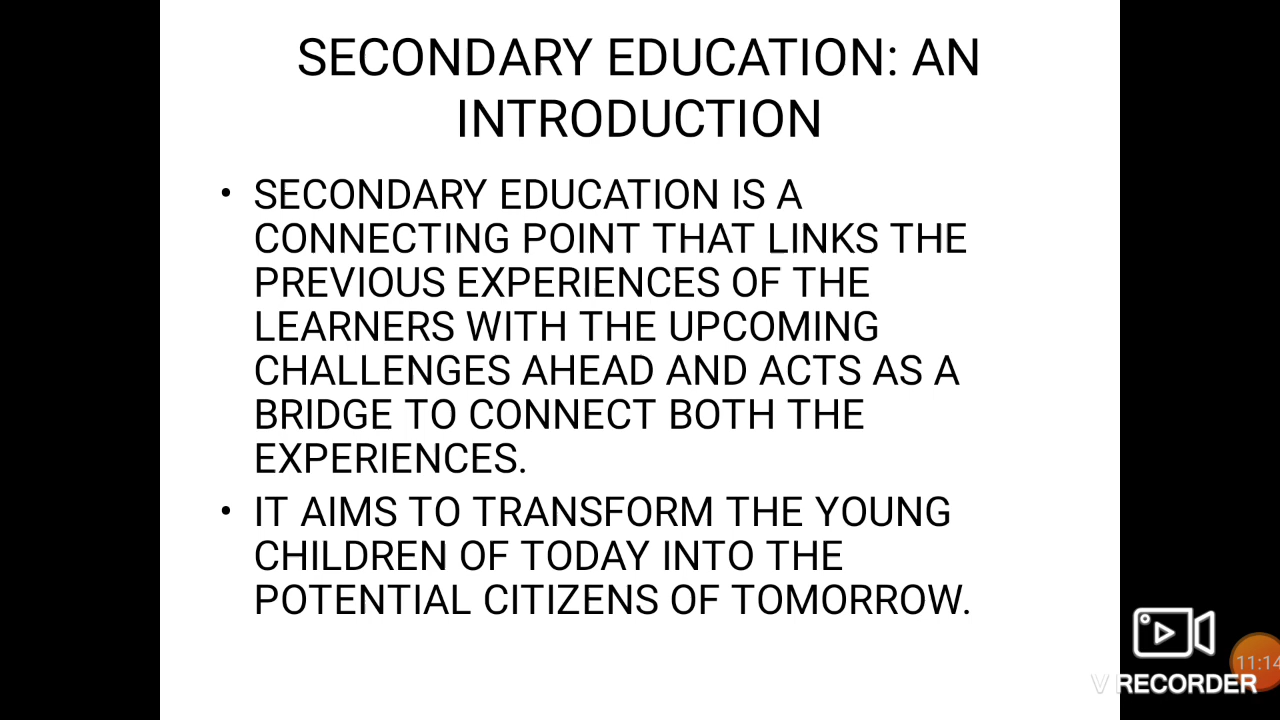 SECONDARY EDUCATION: AN
INTRODUCTION
• SECONDARY EDUCATION IS A
CONNECTING POINT THAT LINKS THE
PREVIOUS EXPERIENCES OF THE
LEARNERS WITH THE UPCOMING
CHALLENGES AHEAD AND ACTS AS A
BRIDGE TO CONNECT BOTH THE
EXPERIENCES.
• IT AIMS TO TRANSFORM THE YOUNG
CHILDREN OF TODAY INTO THE
POTENTIAL CITIZENS OF TOMORROW.
11:14
V RECORDER